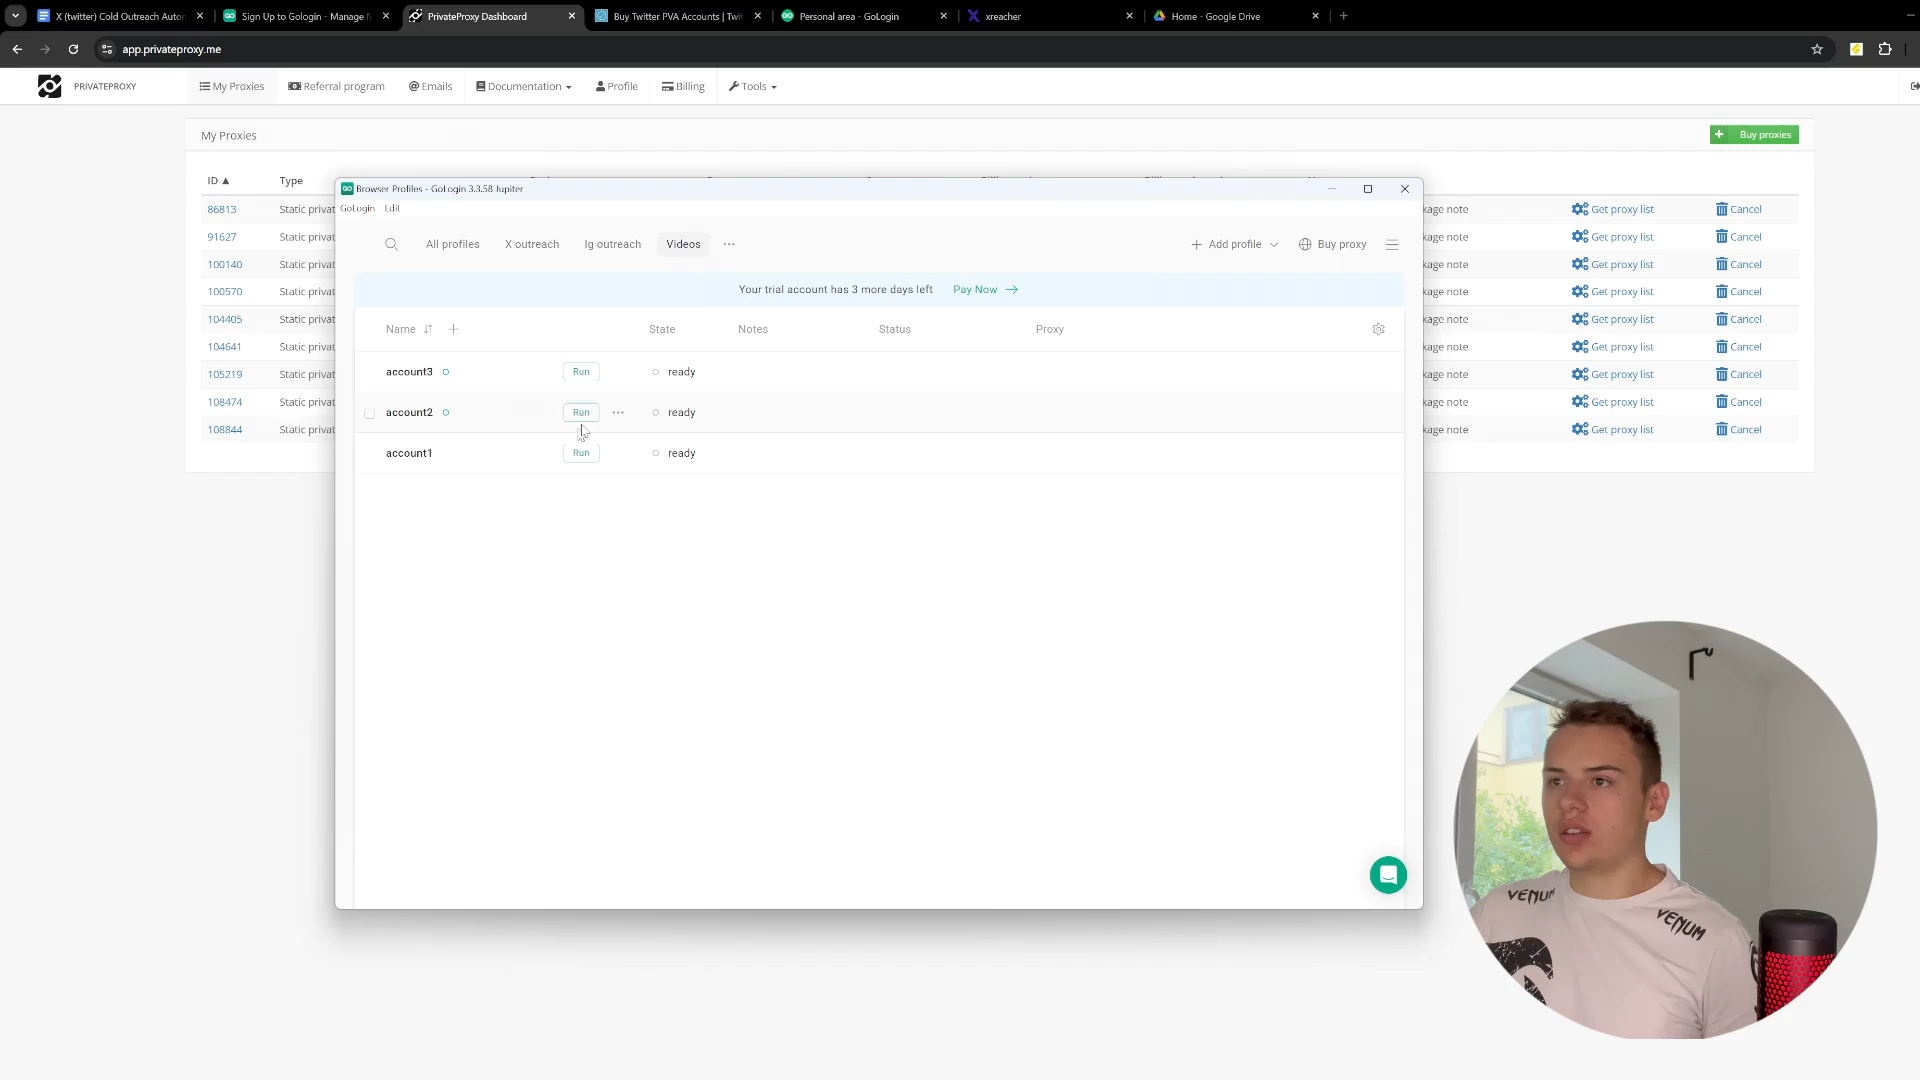 X (twitter) Cold Outreach Autor
Sign Up to Gologin - Manage M
PrivateProxy Dashboard
Buy Twitter PVA Accounts | Twit
Personal area - GoLogin
xreacher
Home - Google Drive
app.privateproxy.me
PRIVATEPROXY
My Proxies
Referral program
Emails
Documentation
Profile
Billing
Tools
My Proxies
Buy proxies
ID ▲
Type
86813 Static privat kage note Get proxy list Cancel
91627 Static privat kage note Get proxy list Cancel
100140 Static privat kage note Get proxy list Cancel
100570 Static privat kage note Get proxy list Cancel
104405 Static privat kage note Get proxy list Cancel
104641 Static privat kage note Get proxy list Cancel
105219 Static privat kage note Get proxy list Cancel
108474 Static privat kage note Get proxy list Cancel
108844 Static privat kage note Get proxy list Cancel
GO Browser Profiles - GoLogin 3.3.58 Jupiter
GoLogin Edit
All profiles
X outreach
Ig outreach
Videos
Add profile
Buy proxy
Your trial account has 3 more days left Pay Now
Name
State
Notes
Status
Proxy
account3 Run ready
account2 Run ready
account1 Run ready
VENUM
VENUM